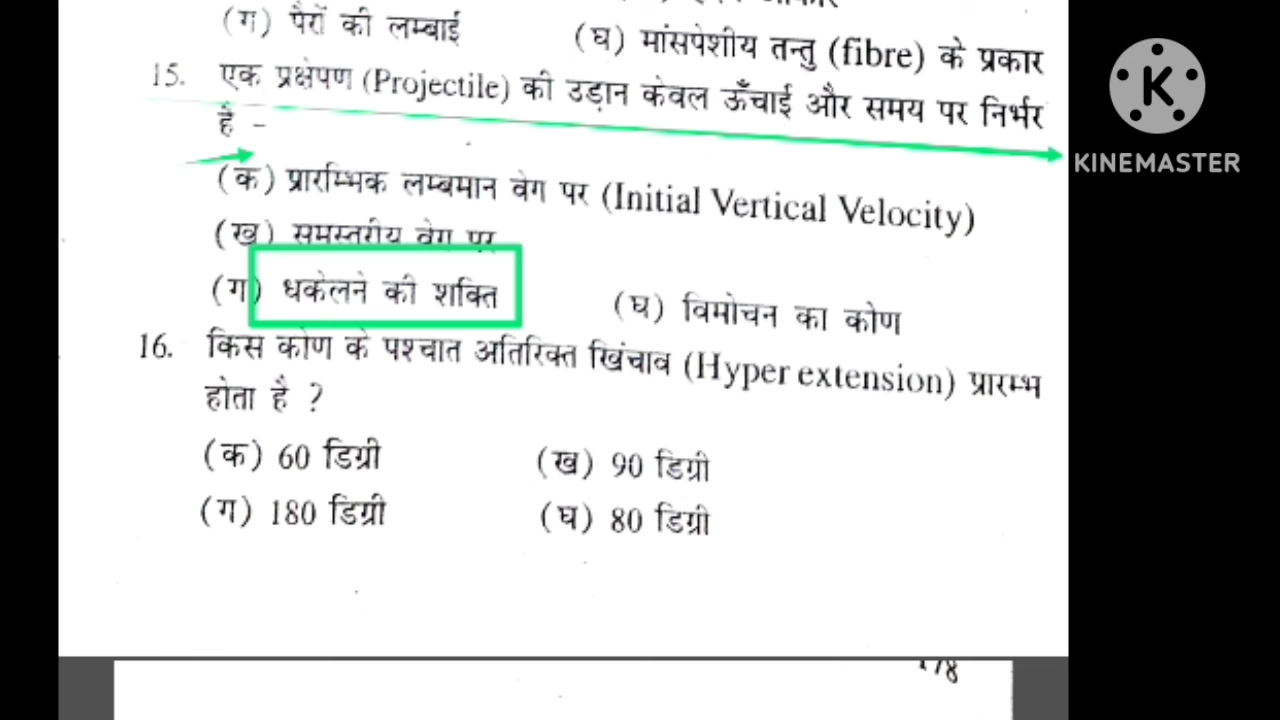 (ग) पैरों की लम्बाई
(घ) मांसपेशीय तन्तु (fibre) के प्रकार
15. एक प्रक्षेपण (Projectile) की उड़ान केवल ऊँचाई और समय पर निर्भर
है -
(क) प्रारम्भिक लम्बमान वेग पर (Initial Vertical Velocity)
(ख) समस्तरीय वेग पर
(ग) धकेलने की शक्ति
(घ) विमोचन का कोण
16. किस कोण के पश्चात अतिरिक्त खिंचाव (Hyper extension) प्रारम्भ
होता है ?
(क) 60 डिग्री
(ख) 90 डिग्री
(ग) 180 डिग्री
(घ) 80 डिग्री
K
KINEMASTER